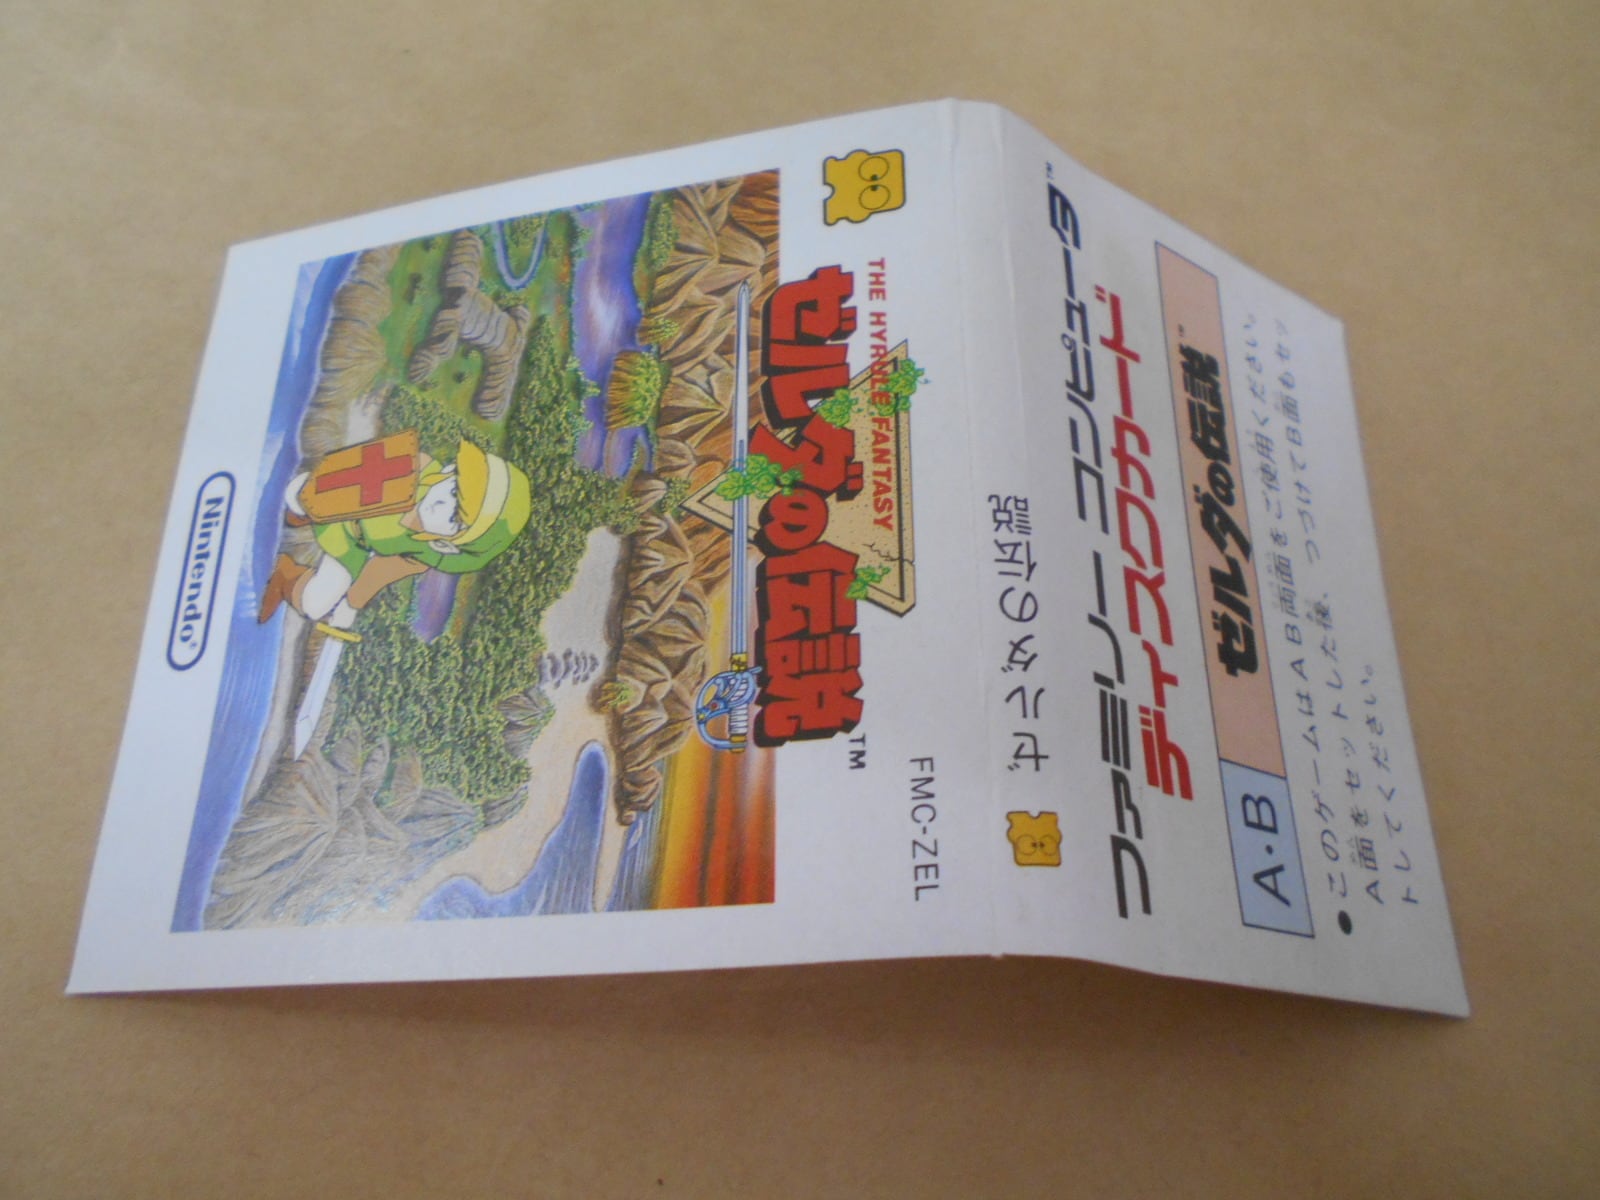 THE HYRULE FANTASY
ゼルダの伝説
TM
FMC-ZEL
Nintendo®
ゼルダの伝説
ファミリー コンピュータ™
ディスクカード
A・B
ゼルダの伝説™
●このゲームはAB両面をご使用ください。
A面をセットした後、つづけてB面もセッ
トしてください。